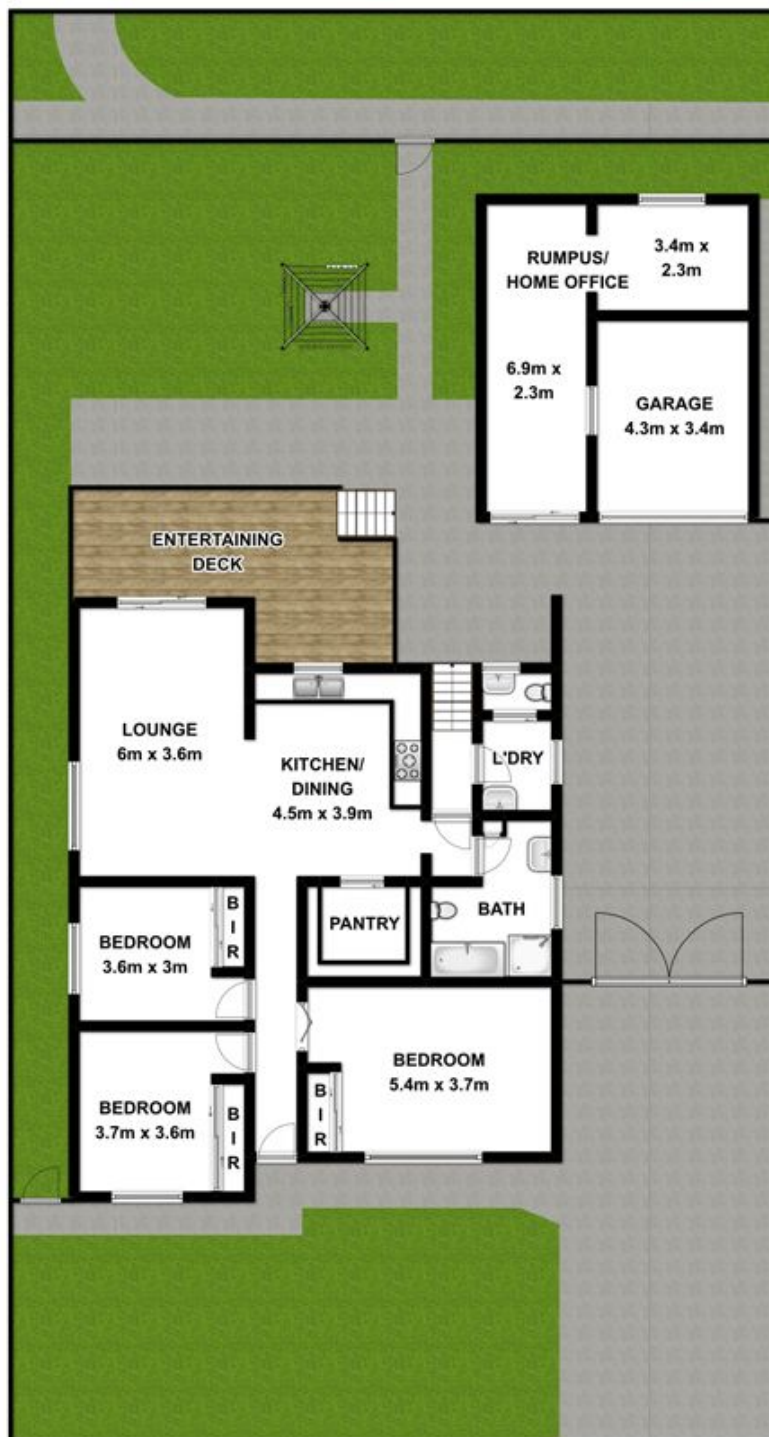 RUMPUS/
HOME OFFICE
3.4m x
2.3m
6.9m x
2.3m
GARAGE
4.3m x 3.4m
ENTERTAINING
DECK
LOUNGE
6m x 3.6m
KITCHEN/
DINING
4.5m x 3.9m
L'DRY
BATH
PANTRY
BEDROOM
3.6m x 3m
B
I
R
BEDROOM
5.4m x 3.7m
B
I
R
BEDROOM
3.7m x 3.6m
B
I
R